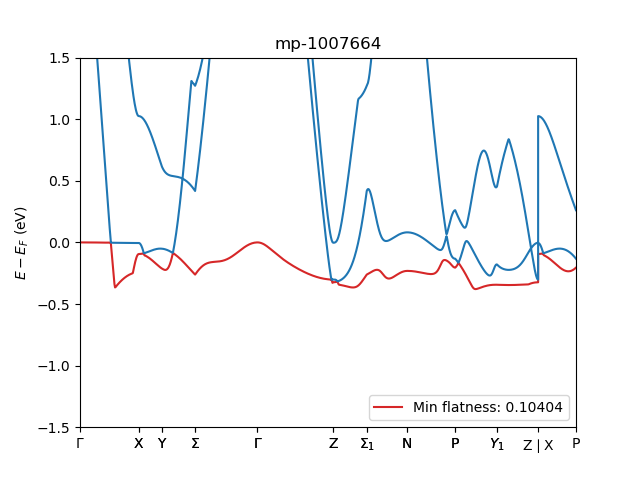 mp-1007664
E − E_F (eV)
1.5
1.0
0.5
0.0
−0.5
−1.0
−1.5
Min flatness: 0.10404
Γ X Y Σ Γ Z Σ₁ N P Y₁ Z | X P